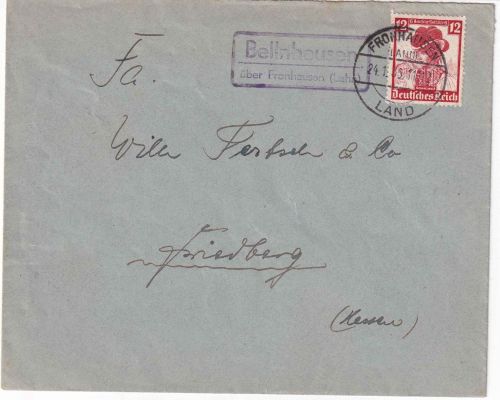 Bellnhausen
über Fronhausen (Lahn)
12
Deutsches Reich
FRONHAUSEN
LAND
Fa.
Wilh. Fertsch & Co
Friedberg
(Hessen)